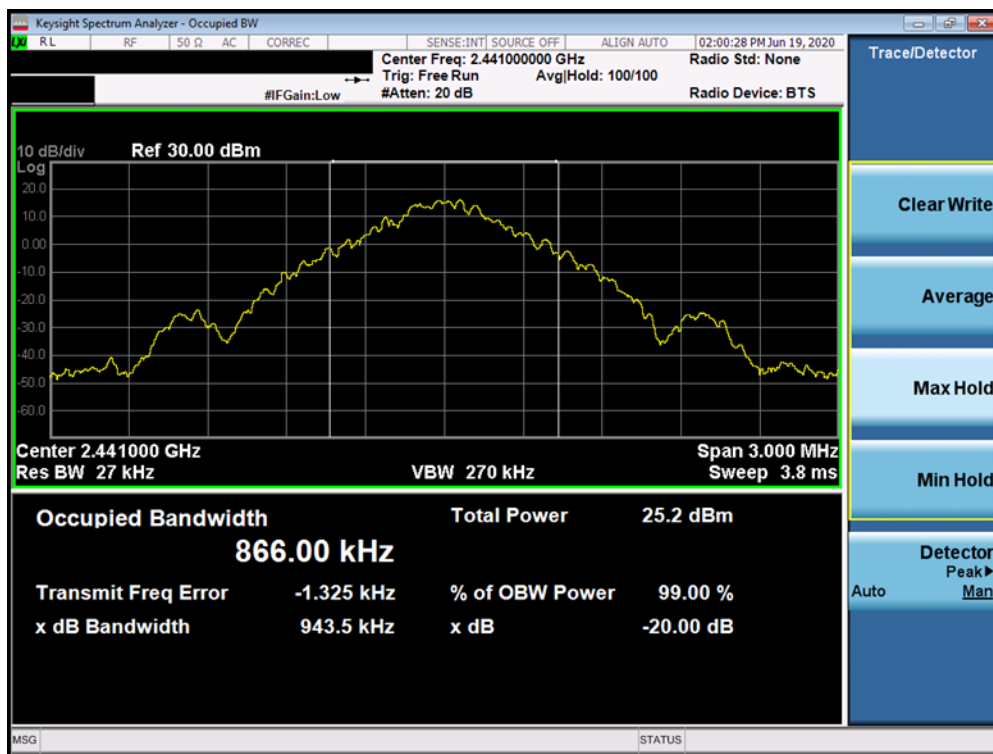 Keysight Spectrum Analyzer - Occupied BW
LXI RL RF 50 Ω AC CORREC SENSE:INT SOURCE OFF ALIGN AUTO 02:00:28 PM Jun 19, 2020
Center Freq: 2.441000000 GHz Radio Std: None
Trig: Free Run Avg|Hold: 100/100
#IFGain:Low #Atten: 20 dB Radio Device: BTS
Trace/Detector
10 dB/div Ref 30.00 dBm
Log
20.0
10.0
0.00
-10.0
-20.0
-30.0
-40.0
-50.0
-60.0
Center 2.441000 GHz Span 3.000 MHz
Res BW 27 kHz VBW 270 kHz Sweep 3.8 ms
Occupied Bandwidth Total Power 25.2 dBm
866.00 kHz
Transmit Freq Error -1.325 kHz % of OBW Power 99.00 %
x dB Bandwidth 943.5 kHz x dB -20.00 dB
Clear Write
Average
Max Hold
Min Hold
Detector
Peak▶
Auto Man
MSG STATUS